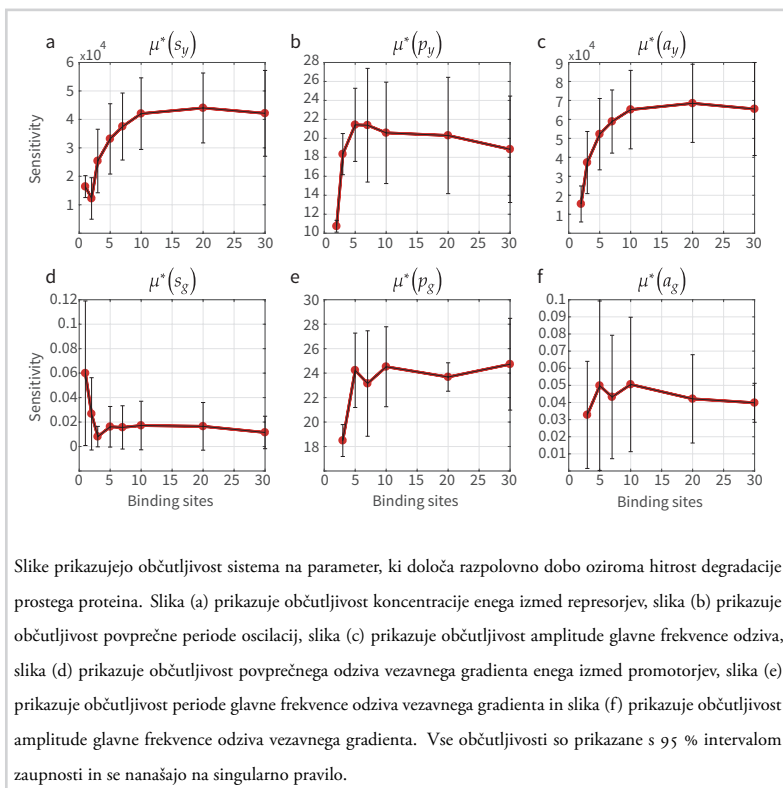 a
μ*(s_y)
b
μ*(p_y)
c
μ*(a_y)
×10⁴
6
5
4
3
2
1
Sensitivity
0 5 10 15 20 25 30
28
26
24
22
20
18
16
14
12
10
0 5 10 15 20 25 30
×10⁴
9
8
7
6
5
4
3
2
1
0 5 10 15 20 25 30
d
μ*(s_g)
e
μ*(p_g)
f
μ*(a_g)
0.12
0.1
0.08
0.06
0.04
0.02
0
Sensitivity
0 5 10 15 20 25 30
Binding sites
30
28
26
24
22
20
18
0 5 10 15 20 25 30
Binding sites
0.1
0.09
0.08
0.07
0.06
0.05
0.04
0.03
0.02
0.01
0 5 10 15 20 25 30
Binding sites
Slike prikazujejo občutljivost sistema na parameter, ki določa razpolovno dobo oziroma hitrost degradacije
prostega proteina. Slika (a) prikazuje občutljivost koncentracije enega izmed represorjev, slika (b) prikazuje
občutljivost povprečne periode oscilacij, slika (c) prikazuje občutljivost amplitude glavne frekvence odziva,
slika (d) prikazuje občutljivost povprečnega odziva vezavnega gradienta enega izmed promotorjev, slika (e)
prikazuje občutljivost periode glavne frekvence odziva vezavnega gradienta in slika (f) prikazuje občutljivost
amplitude glavne frekvence odziva vezavnega gradienta. Vse občutljivosti so prikazane s 95 % intervalom
zaupnosti in se nanašajo na singularno pravilo.